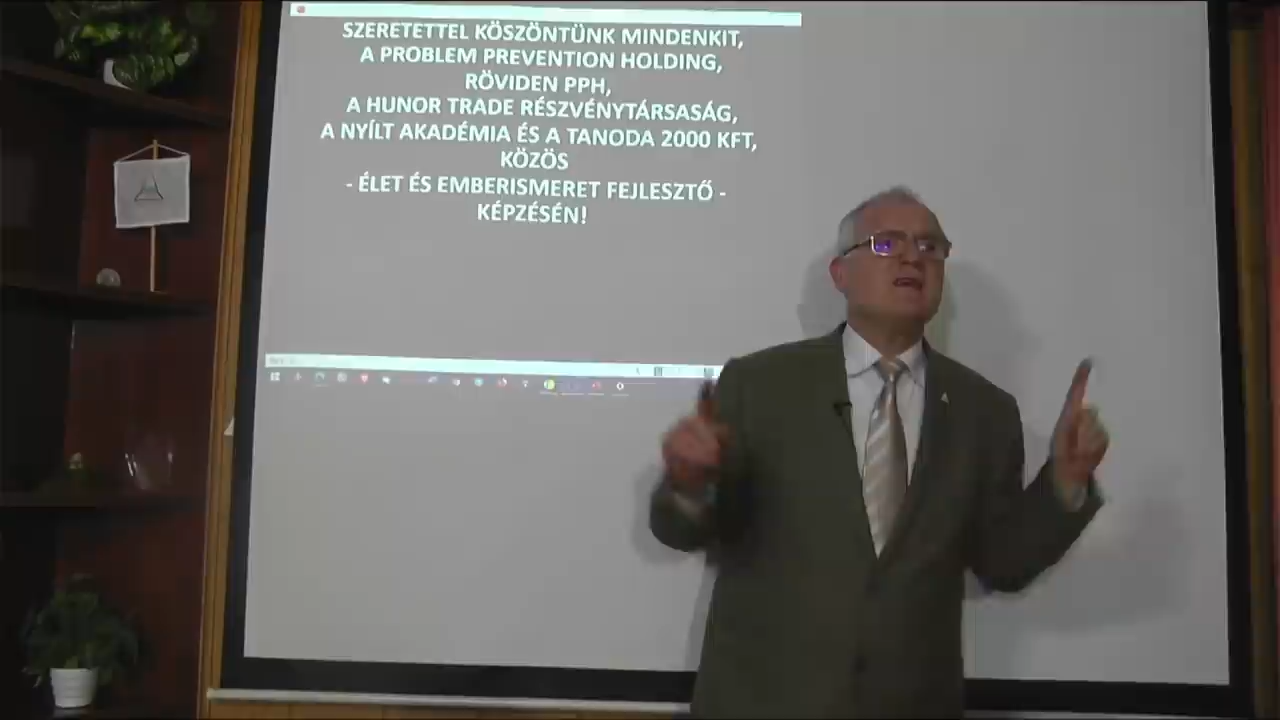 SZERETETTEL KÖSZÖNTÜNK MINDENKIT,
A PROBLEM PREVENTION HOLDING,
RÖVIDEN PPH,
A HUNOR TRADE RÉSZVÉNYTÁRSASÁG,
A NYÍLT AKADÉMIA ÉS A TANODA 2000 KFT,
KÖZÖS
- ÉLET ÉS EMBERISMERET FEJLESZTŐ -
KÉPZÉSÉN!